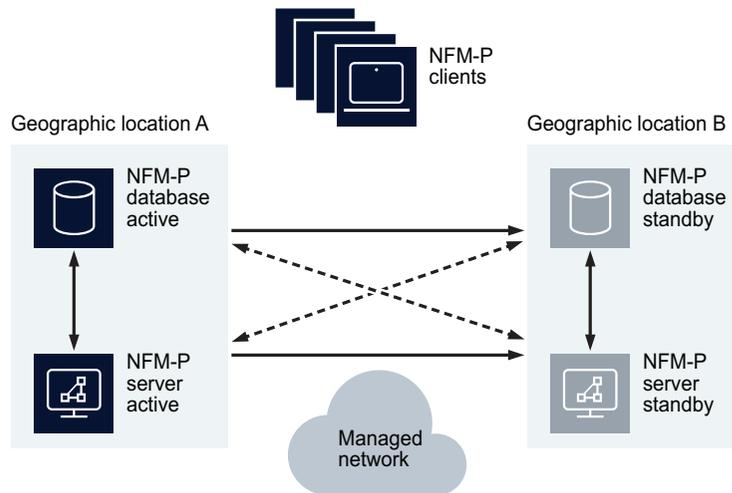 NFM-P
clients
Geographic location A
Geographic location B
NFM-P
database
active
NFM-P
database
standby
NFM-P
server
active
NFM-P
server
standby
Managed
network